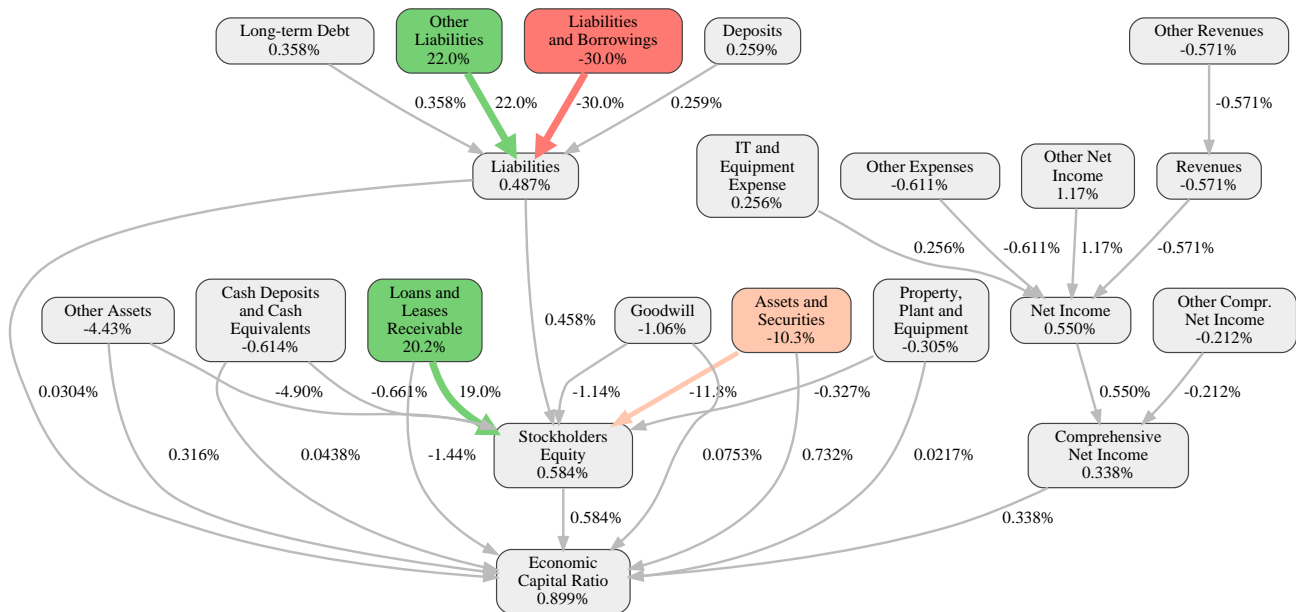 Long-term Debt
0.358%
Other
Liabilities
22.0%
Liabilities
and Borrowings
-30.0%
Deposits
0.259%
Other Revenues
-0.571%
0.358%
22.0%
-30.0%
0.259%
-0.571%
Liabilities
0.487%
IT and
Equipment
Expense
0.256%
Other Expenses
-0.611%
Other Net
Income
1.17%
Revenues
-0.571%
0.256%
-0.611%
1.17%
-0.571%
Other Assets
-4.43%
Cash Deposits
and Cash
Equivalents
-0.614%
Loans and
Leases
Receivable
20.2%
0.458%
Goodwill
-1.06%
Assets and
Securities
-10.3%
Property,
Plant and
Equipment
-0.305%
Net Income
0.550%
Other Compr.
Net Income
-0.212%
0.0304%
-4.90%
-0.661%
19.0%
-1.14%
-11.8%
-0.327%
0.550%
-0.212%
0.316%
0.0438%
-1.44%
Stockholders
Equity
0.584%
0.0753%
0.732%
0.0217%
Comprehensive
Net Income
0.338%
0.584%
0.338%
Economic
Capital Ratio
0.899%